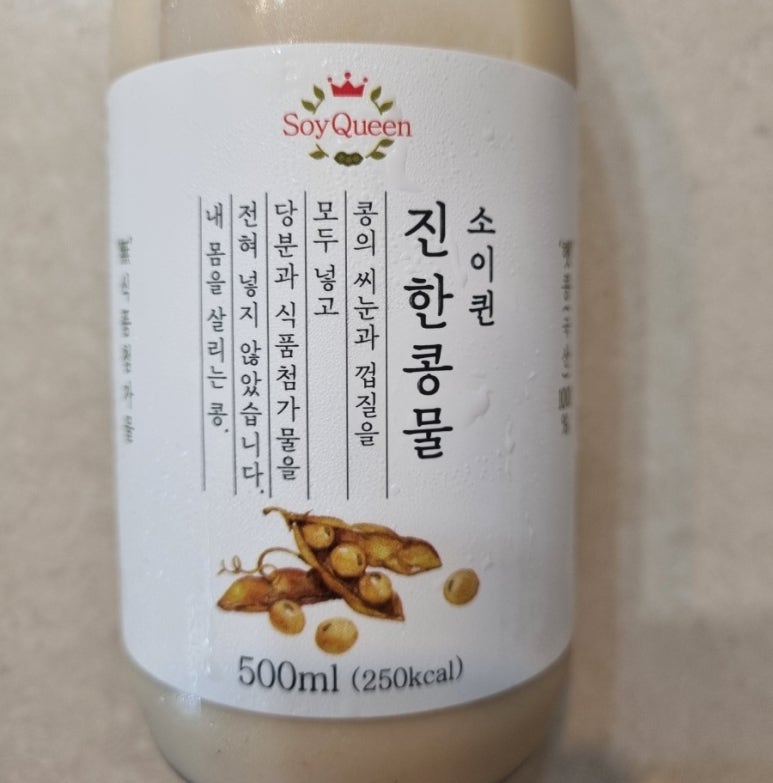 SoyQueen
소이퀸
진한콩물
콩의 씨눈과 껍질을
모두 넣고
당분과 식품첨가물을
전혀 넣지 않았습니다.
내 몸을 살리는 콩.
500ml (250kcal)